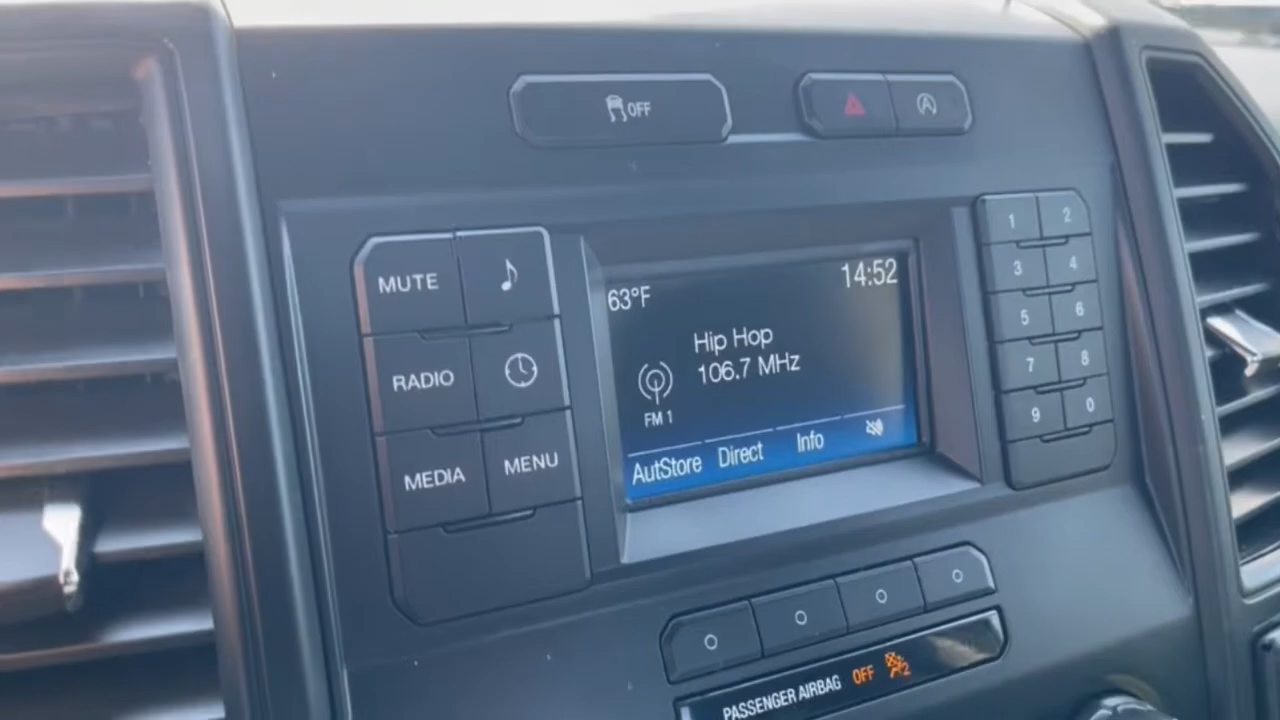 OFF
MUTE
RADIO
MEDIA
MENU
63°F
14:52
Hip Hop
106.7 MHz
FM 1
AutStore Direct Info
1 2
3 4
5 6
7 8
9 0
PASSENGER AIRBAG OFF 2